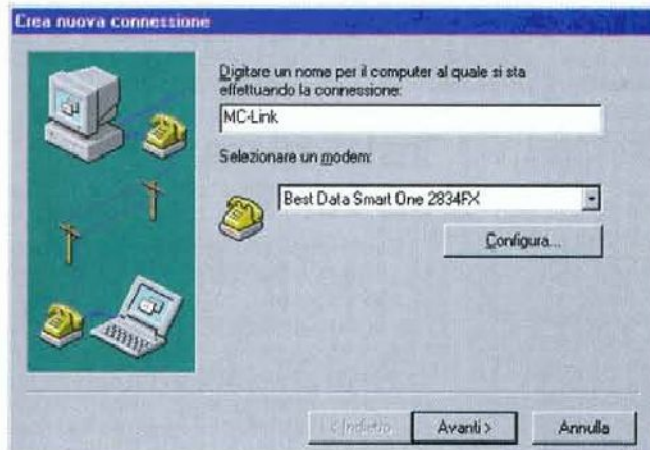 Crea nuova connessione
Digitare un nome per il computer al quale si sta
effettuando la connessione:
MC-Link
Selezionare un modem:
Best Data Smart One 2834FX
Configura...
< Indietro
Avanti >
Annulla